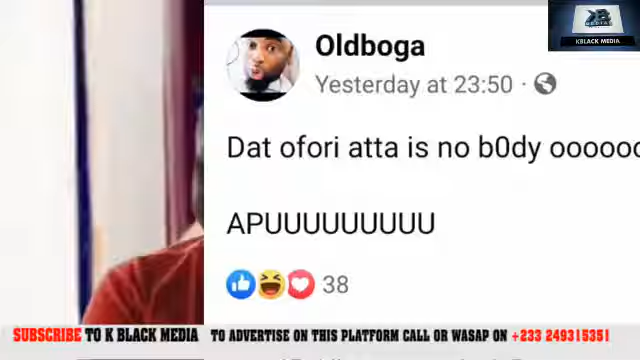 KBLACK MEDIA
Oldboga
Yesterday at 23:50 ·
Dat ofori atta is no b0dy oooooo
APUUUUUUUUU
38
SUBSCRIBE TO K BLACK MEDIA TO ADVERTISE ON THIS PLATFORM CALL OR WASAP ON +233 249315351